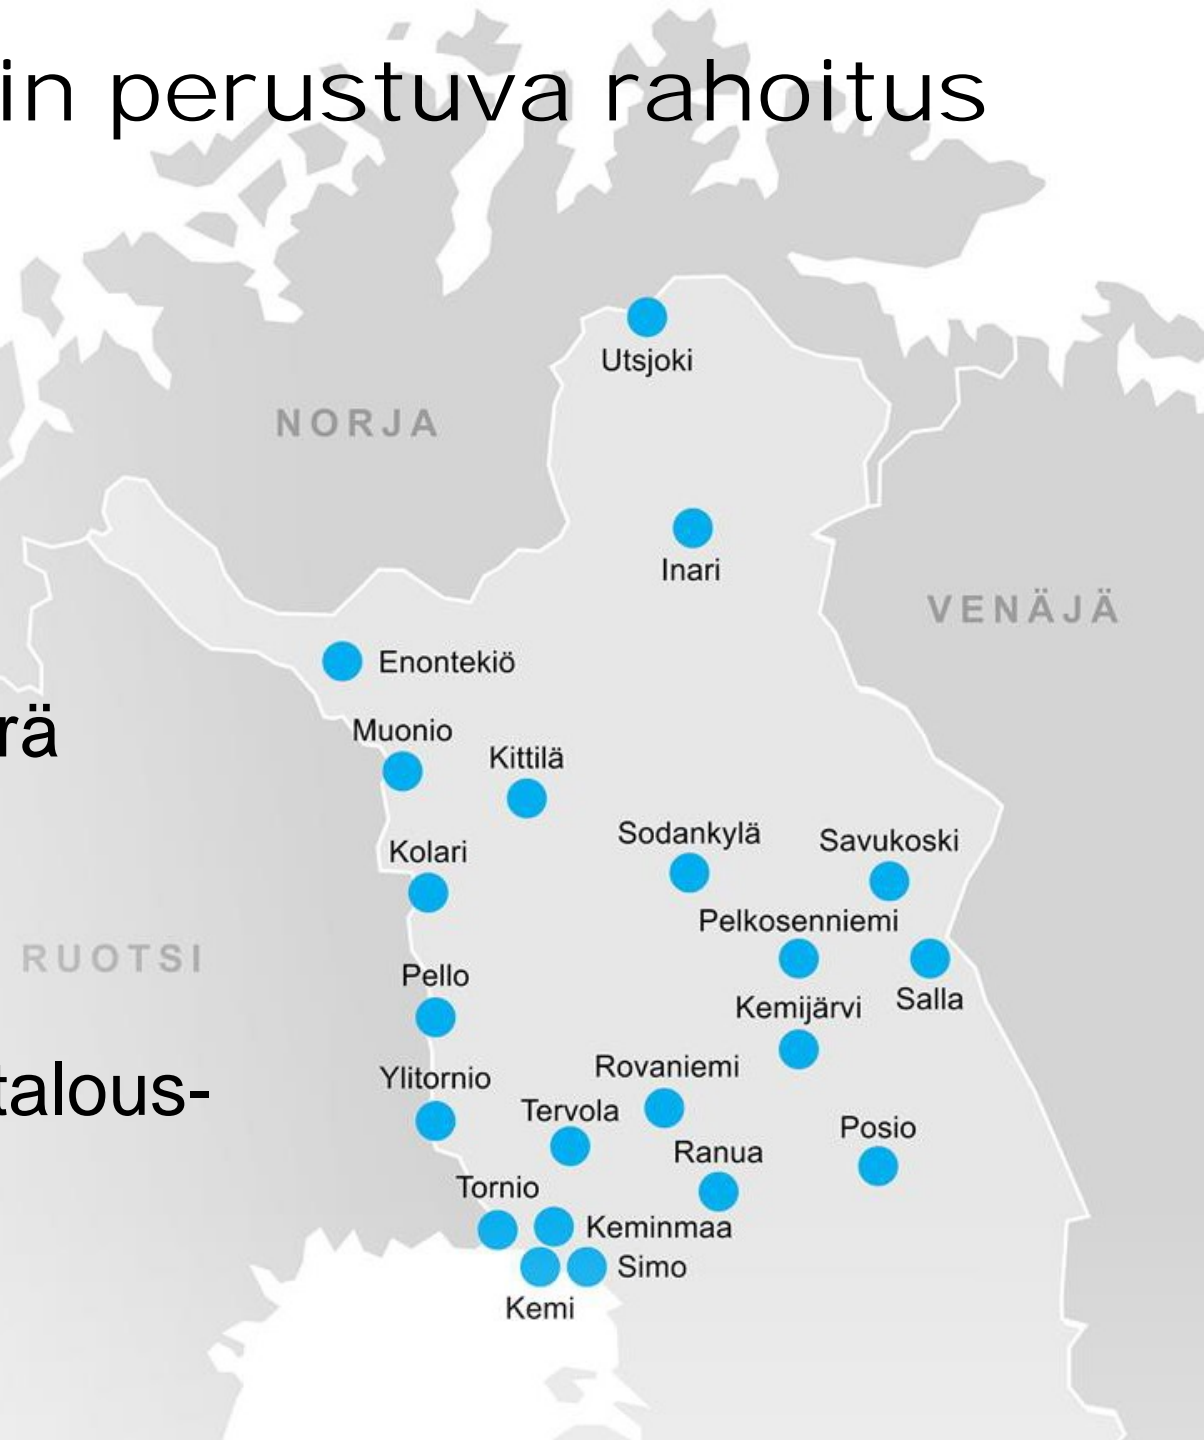 in perustuva rahoitus
Utsjoki
NORJA
Inari
VENÄJÄ
Enontekiö
rä
Muonio
Kittilä
Sodankylä
Savukoski
Kolari
Pelkosenniemi
RUOTSI
Pello
Salla
Kemijärvi
Rovaniemi
Ylitornio
talous-
Tervola
Posio
Ranua
Tornio
Keminmaa
Simo
Kemi